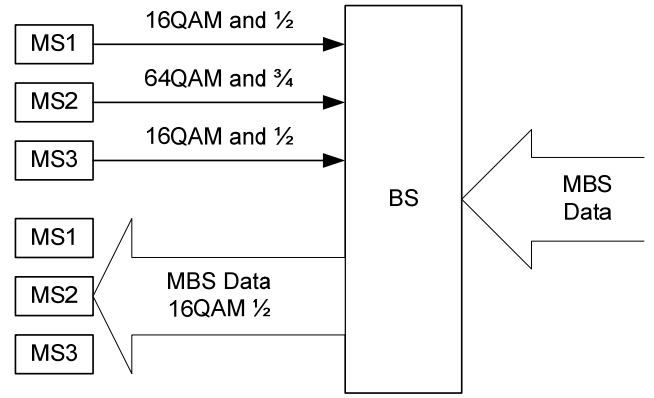 16QAM and ½
MS1
64QAM and ¾
MS2
16QAM and ½
MS3
BS
MBS
Data
MS1
MBS Data
MS2
16QAM ½
MS3